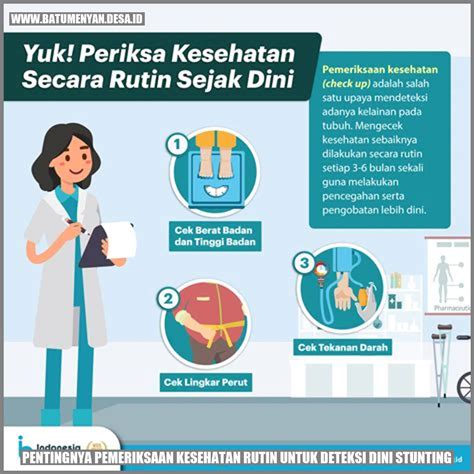 WWW.BATUMENYAN.DESA.ID
Yuk! Periksa Kesehatan
Secara Rutin Sejak Dini
Pemeriksaan kesehatan
(check up) adalah salah
satu upaya mendeteksi
adanya kelainan pada
tubuh. Mengecek
kesehatan sebaiknya
dilakukan secara rutin
setiap 3-6 bulan sekali
guna melakukan
pencegahan serta
pengobatan lebih dini.
1
Cek Berat Badan
dan Tinggi Badan
2
Cek Lingkar Perut
3
Cek Tekanan Darah
Pharmaceutical
Indonesia
PENTINGNYA PEMERIKSAAN KESEHATAN RUTIN UNTUK DETEKSI DINI STUNTING